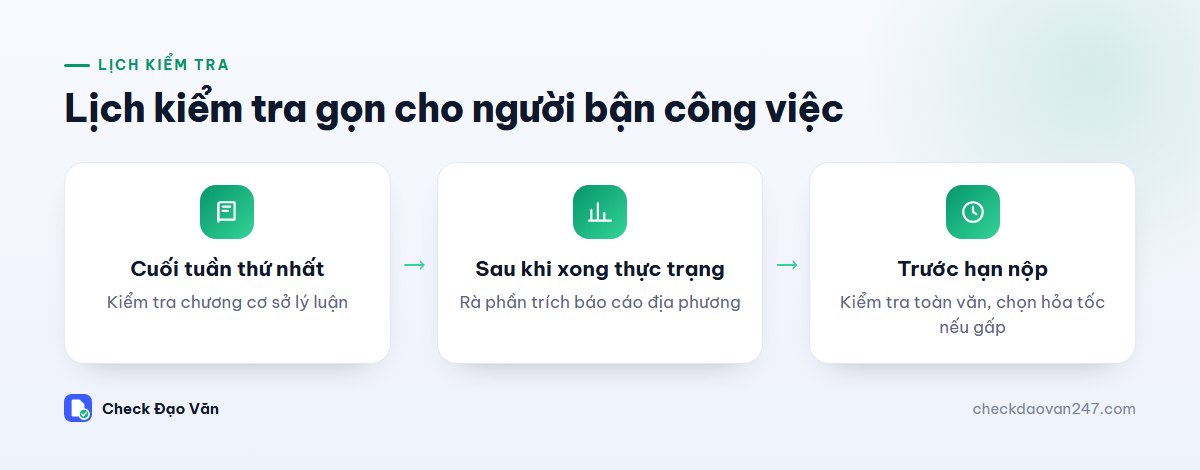 LỊCH KIỂM TRA
Lịch kiểm tra gọn cho người bận công việc
Cuối tuần thứ nhất
Kiểm tra chương cơ sở lý luận
→
Sau khi xong thực trạng
Rà phần trích báo cáo địa phương
→
Trước hạn nộp
Kiểm tra toàn văn, chọn hỏa tốc
nếu gấp
Check Đạo Văn
checkdaovan247.com